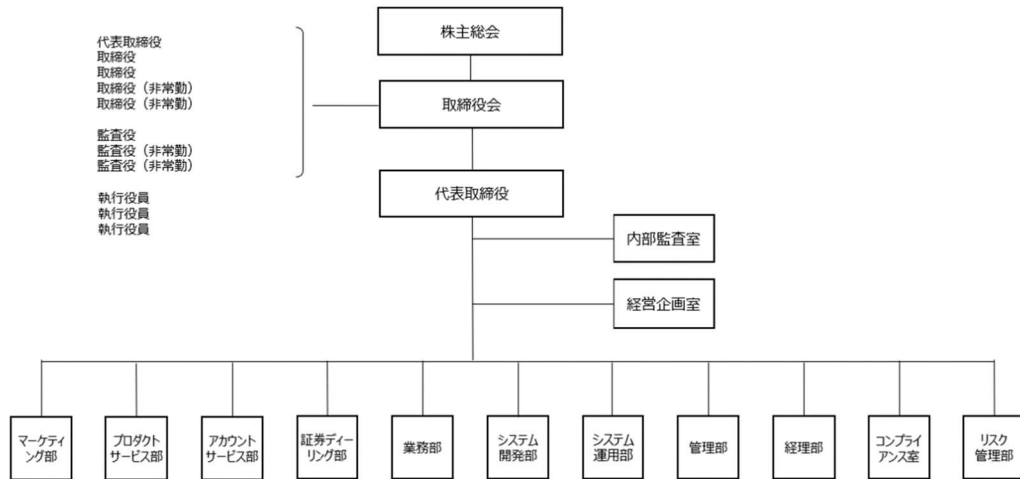 株主総会
代表取締役
取締役
取締役
取締役（非常勤）
取締役（非常勤）
監査役
監査役（非常勤）
監査役（非常勤）
執行役員
執行役員
執行役員
取締役会
代表取締役
内部監査室
経営企画室
マーケティ
ング部
プロダクト
サービス部
アカウント
サービス部
証券ディー
リング部
業務部
システム
開発部
システム
運用部
管理部
経理部
コンプライ
アンス室
リスク
管理部